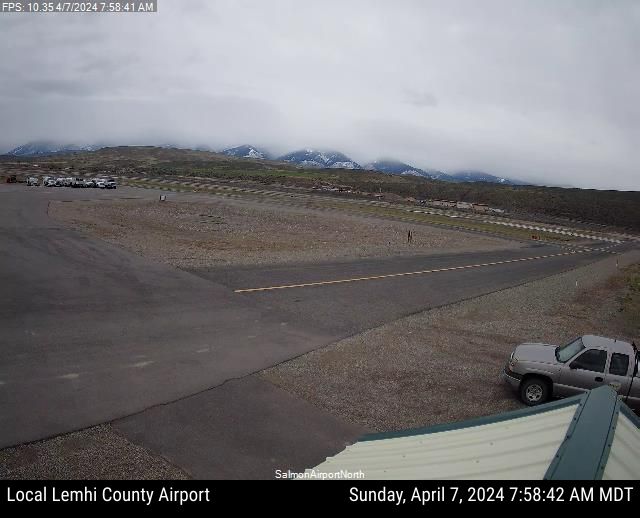 FPS: 10.35 4/7/2024 7:58:41 AM
SalmonAirportNorth
Local Lemhi County Airport
Sunday, April 7, 2024 7:58:42 AM MDT